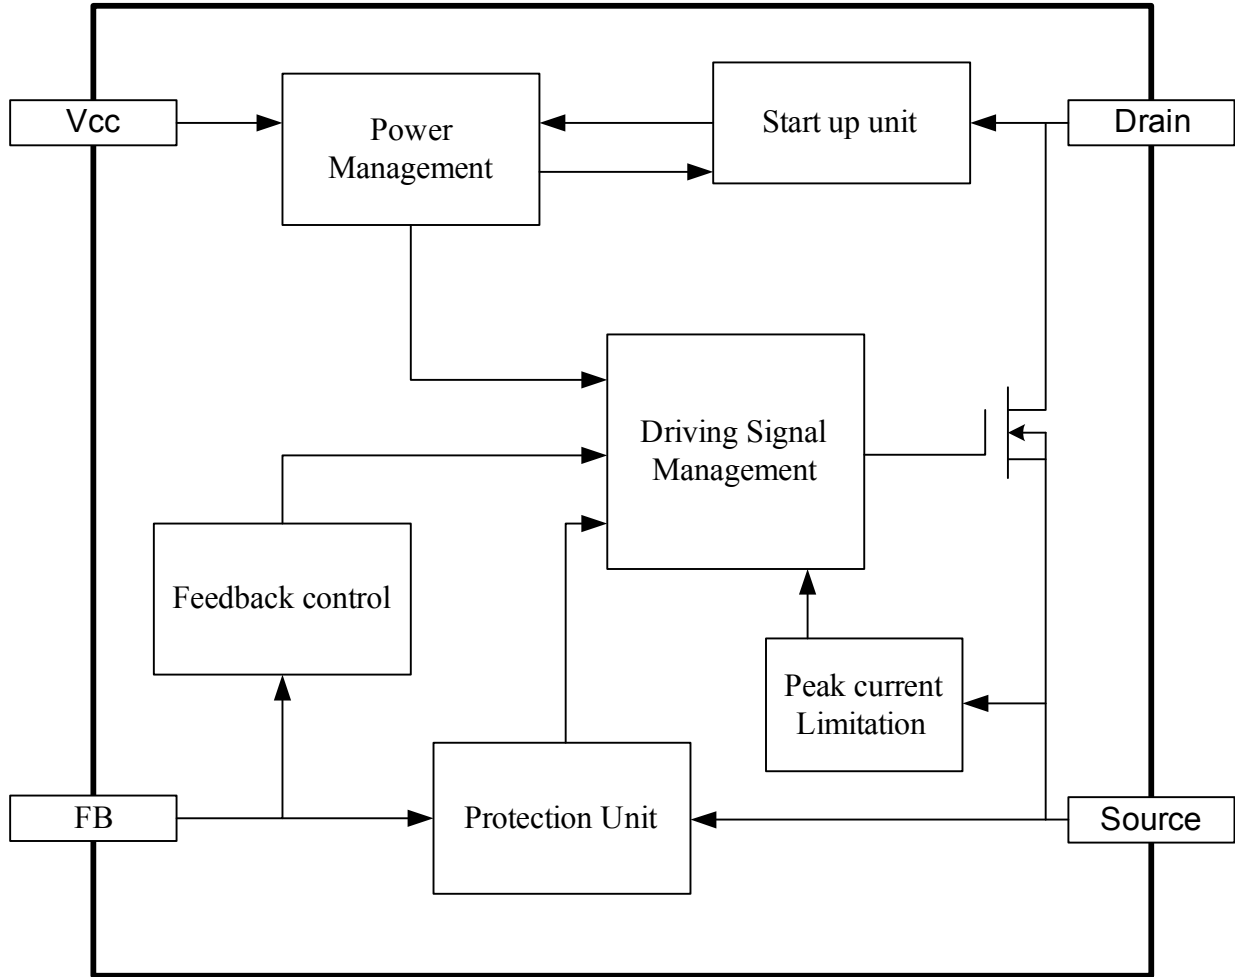 Vcc
Power
Management
Start up unit
Drain
Driving Signal
Management
Feedback control
Peak current
Limitation
FB
Protection Unit
Source